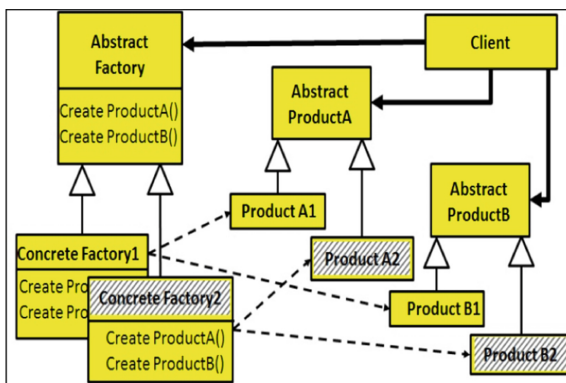 Abstract
Factory
Create ProductA()
Create ProductB()
Client
Abstract
ProductA
Abstract
ProductB
Product A1
Product A2
Product B1
Product B2
Concrete Factory1
Create Pro
Create Pro
Concrete Factory2
Create ProductA()
Create ProductB()